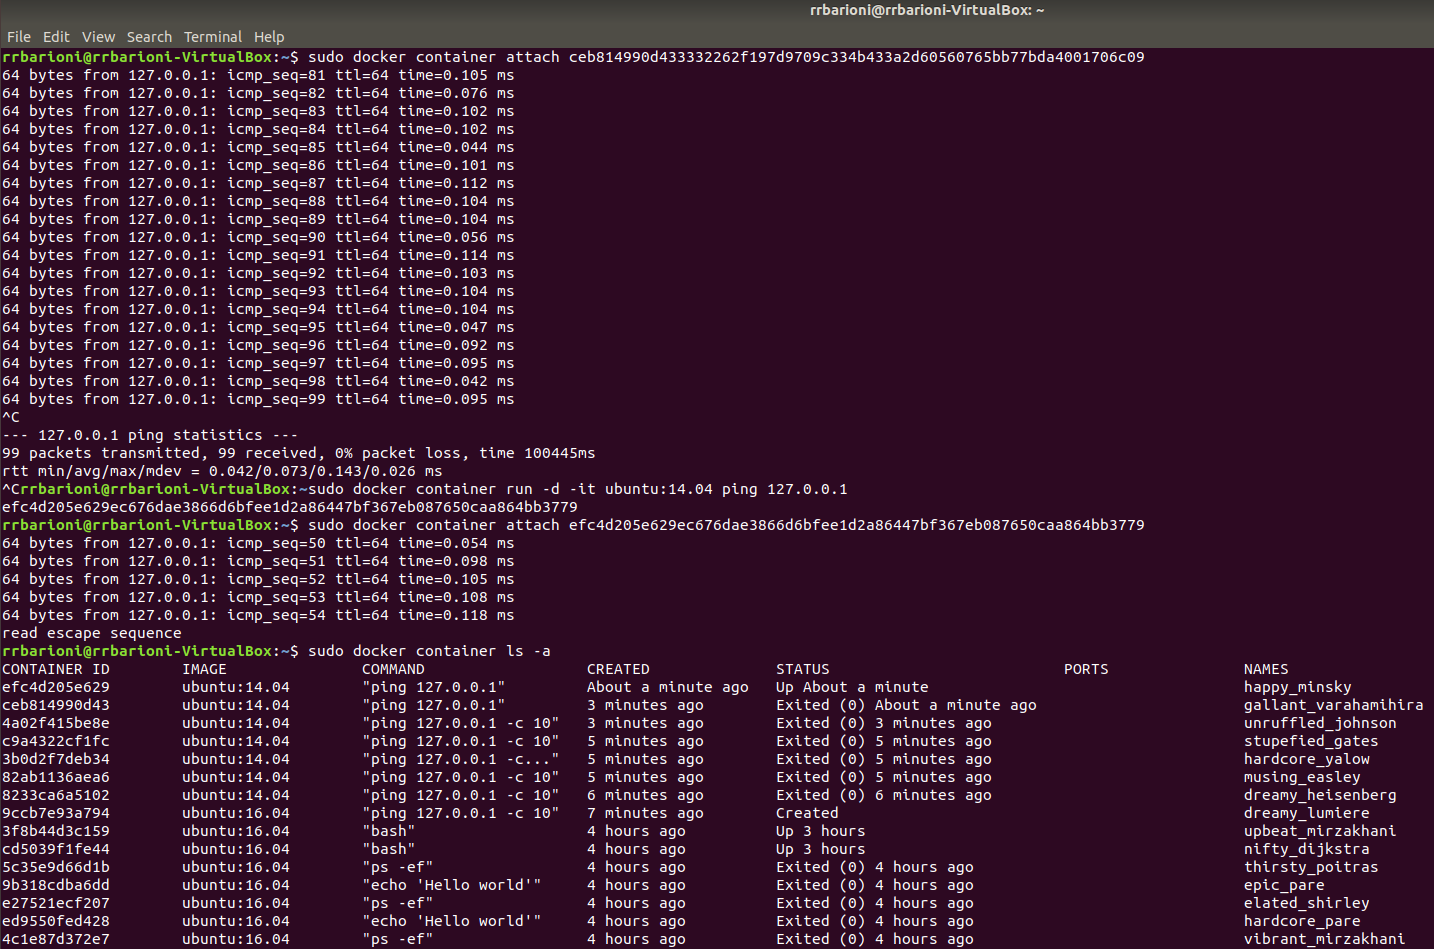 rrbarioni@rrbarioni-VirtualBox: ~
File Edit View Search Terminal Help
rrbarioni@rrbarioni-VirtualBox:~$ sudo docker container attach ceb814990d433332262f197d9709c334b433a2d60560765bb77bda4001706c09
64 bytes from 127.0.0.1: icmp_seq=81 ttl=64 time=0.105 ms
64 bytes from 127.0.0.1: icmp_seq=82 ttl=64 time=0.076 ms
64 bytes from 127.0.0.1: icmp_seq=83 ttl=64 time=0.102 ms
64 bytes from 127.0.0.1: icmp_seq=84 ttl=64 time=0.102 ms
64 bytes from 127.0.0.1: icmp_seq=85 ttl=64 time=0.044 ms
64 bytes from 127.0.0.1: icmp_seq=86 ttl=64 time=0.101 ms
64 bytes from 127.0.0.1: icmp_seq=87 ttl=64 time=0.112 ms
64 bytes from 127.0.0.1: icmp_seq=88 ttl=64 time=0.104 ms
64 bytes from 127.0.0.1: icmp_seq=89 ttl=64 time=0.104 ms
64 bytes from 127.0.0.1: icmp_seq=90 ttl=64 time=0.056 ms
64 bytes from 127.0.0.1: icmp_seq=91 ttl=64 time=0.114 ms
64 bytes from 127.0.0.1: icmp_seq=92 ttl=64 time=0.103 ms
64 bytes from 127.0.0.1: icmp_seq=93 ttl=64 time=0.104 ms
64 bytes from 127.0.0.1: icmp_seq=94 ttl=64 time=0.104 ms
64 bytes from 127.0.0.1: icmp_seq=95 ttl=64 time=0.047 ms
64 bytes from 127.0.0.1: icmp_seq=96 ttl=64 time=0.092 ms
64 bytes from 127.0.0.1: icmp_seq=97 ttl=64 time=0.095 ms
64 bytes from 127.0.0.1: icmp_seq=98 ttl=64 time=0.042 ms
64 bytes from 127.0.0.1: icmp_seq=99 ttl=64 time=0.095 ms
^C
--- 127.0.0.1 ping statistics ---
99 packets transmitted, 99 received, 0% packet loss, time 100445ms
rtt min/avg/max/mdev = 0.042/0.073/0.143/0.026 ms
^Crrbarioni@rrbarioni-VirtualBox:~sudo docker container run -d -it ubuntu:14.04 ping 127.0.0.1
efc4d205e629ec676dae3866d6bfee1d2a86447bf367eb087650caa864bb3779
rrbarioni@rrbarioni-VirtualBox:~$ sudo docker container attach efc4d205e629ec676dae3866d6bfee1d2a86447bf367eb087650caa864bb3779
64 bytes from 127.0.0.1: icmp_seq=50 ttl=64 time=0.054 ms
64 bytes from 127.0.0.1: icmp_seq=51 ttl=64 time=0.098 ms
64 bytes from 127.0.0.1: icmp_seq=52 ttl=64 time=0.105 ms
64 bytes from 127.0.0.1: icmp_seq=53 ttl=64 time=0.108 ms
64 bytes from 127.0.0.1: icmp_seq=54 ttl=64 time=0.118 ms
read escape sequence
rrbarioni@rrbarioni-VirtualBox:~$ sudo docker container ls -a
CONTAINER ID IMAGE COMMAND CREATED STATUS PORTS NAMES
efc4d205e629 ubuntu:14.04 "ping 127.0.0.1" About a minute ago Up About a minute happy_minsky
ceb814990d43 ubuntu:14.04 "ping 127.0.0.1" 3 minutes ago Exited (0) About a minute ago gallant_varahamihira
4a02f415be8e ubuntu:14.04 "ping 127.0.0.1 -c 10" 3 minutes ago Exited (0) 3 minutes ago unruffled_johnson
c9a4322cf1fc ubuntu:14.04 "ping 127.0.0.1 -c 10" 5 minutes ago Exited (0) 5 minutes ago stupefied_gates
3b0d2f7deb34 ubuntu:14.04 "ping 127.0.0.1 -c..." 5 minutes ago Exited (0) 5 minutes ago hardcore_yalow
82ab1136aea6 ubuntu:14.04 "ping 127.0.0.1 -c 10" 5 minutes ago Exited (0) 5 minutes ago musing_easley
8233ca6a5102 ubuntu:14.04 "ping 127.0.0.1 -c 10" 6 minutes ago Exited (0) 6 minutes ago dreamy_heisenberg
9ccb7e93a794 ubuntu:16.04 "ping 127.0.0.1 -c 10" 7 minutes ago Created dreamy_lumiere
3f8b44d3c159 ubuntu:16.04 "bash" 4 hours ago Up 3 hours upbeat_mirzakhani
cd5039f1fe44 ubuntu:16.04 "bash" 4 hours ago Up 3 hours nifty_dijkstra
5c35e9d66d1b ubuntu:16.04 "ps -ef" 4 hours ago Exited (0) 4 hours ago thirsty_poitras
9b318cdba6dd ubuntu:16.04 "echo 'Hello world'" 4 hours ago Exited (0) 4 hours ago epic_pare
e27521ecf207 ubuntu:16.04 "ps -ef" 4 hours ago Exited (0) 4 hours ago elated_shirley
ed9550fed428 ubuntu:16.04 "echo 'Hello world'" 4 hours ago Exited (0) 4 hours ago hardcore_pare
4c1e87d372e7 ubuntu:16.04 "ps -ef" 4 hours ago Exited (0) 4 hours ago vibrant_mirzakhani